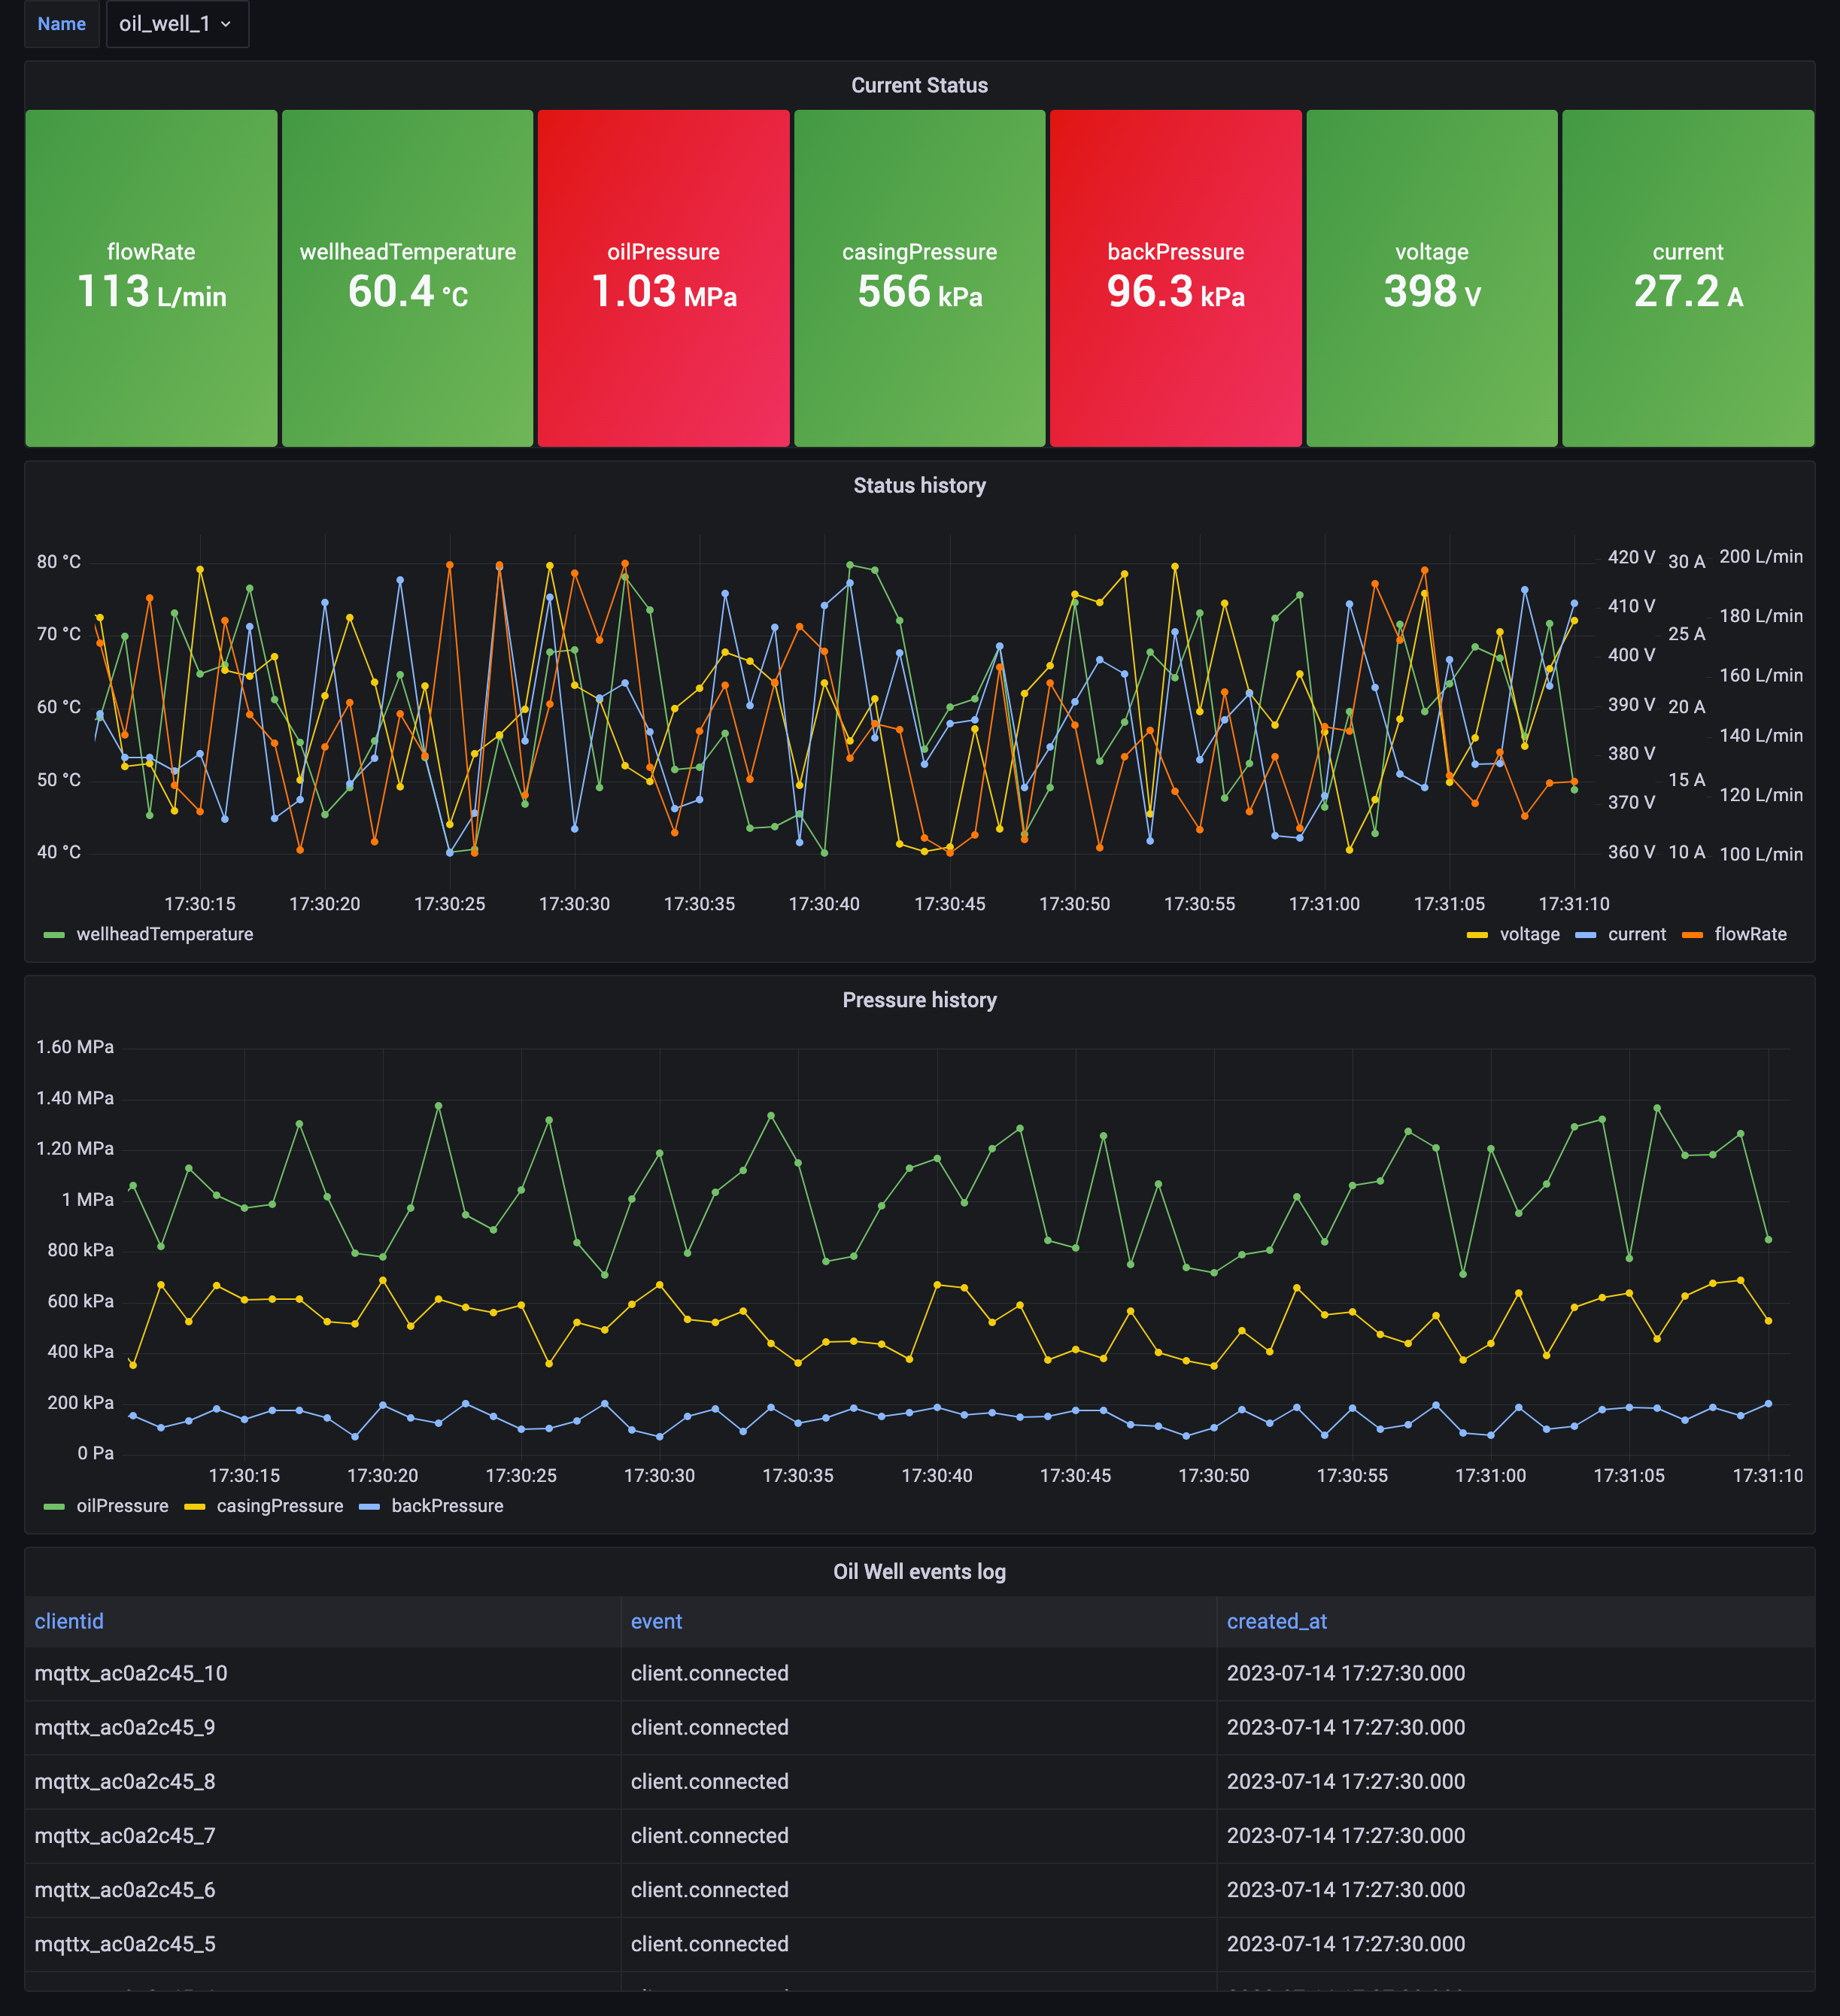 Name oil_well_1
Current Status
flowRate wellheadTemperature oilPressure casingPressure backPressure voltage current
113 L/min 60.4 °C 1.03 MPa 566 kPa 96.3 kPa 398 V 27.2 A
Status history
80 °C 420 V 30 A 200 L/min
410 V 180 L/min
70 °C 25 A
400 V 160 L/min
60 °C 390 V 20 A
380 V 140 L/min
50 °C 15 A
370 V 120 L/min
40 °C 360 V 10 A 100 L/min
17:30:15 17:30:20 17:30:25 17:30:30 17:30:35 17:30:40 17:30:45 17:30:50 17:30:55 17:31:00 17:31:05 17:31:10
wellheadTemperature voltage current flowRate
Pressure history
1.60 MPa
1.40 MPa
1.20 MPa
1 MPa
800 kPa
600 kPa
400 kPa
200 kPa
0 Pa
17:30:15 17:30:20 17:30:25 17:30:30 17:30:35 17:30:40 17:30:45 17:30:50 17:30:55 17:31:00 17:31:05 17:31:10
oilPressure casingPressure backPressure
Oil Well events log
clientid event created_at
mqttx_ac0a2c45_10 client.connected 2023-07-14 17:27:30.000
mqttx_ac0a2c45_9 client.connected 2023-07-14 17:27:30.000
mqttx_ac0a2c45_8 client.connected 2023-07-14 17:27:30.000
mqttx_ac0a2c45_7 client.connected 2023-07-14 17:27:30.000
mqttx_ac0a2c45_6 client.connected 2023-07-14 17:27:30.000
mqttx_ac0a2c45_5 client.connected 2023-07-14 17:27:30.000